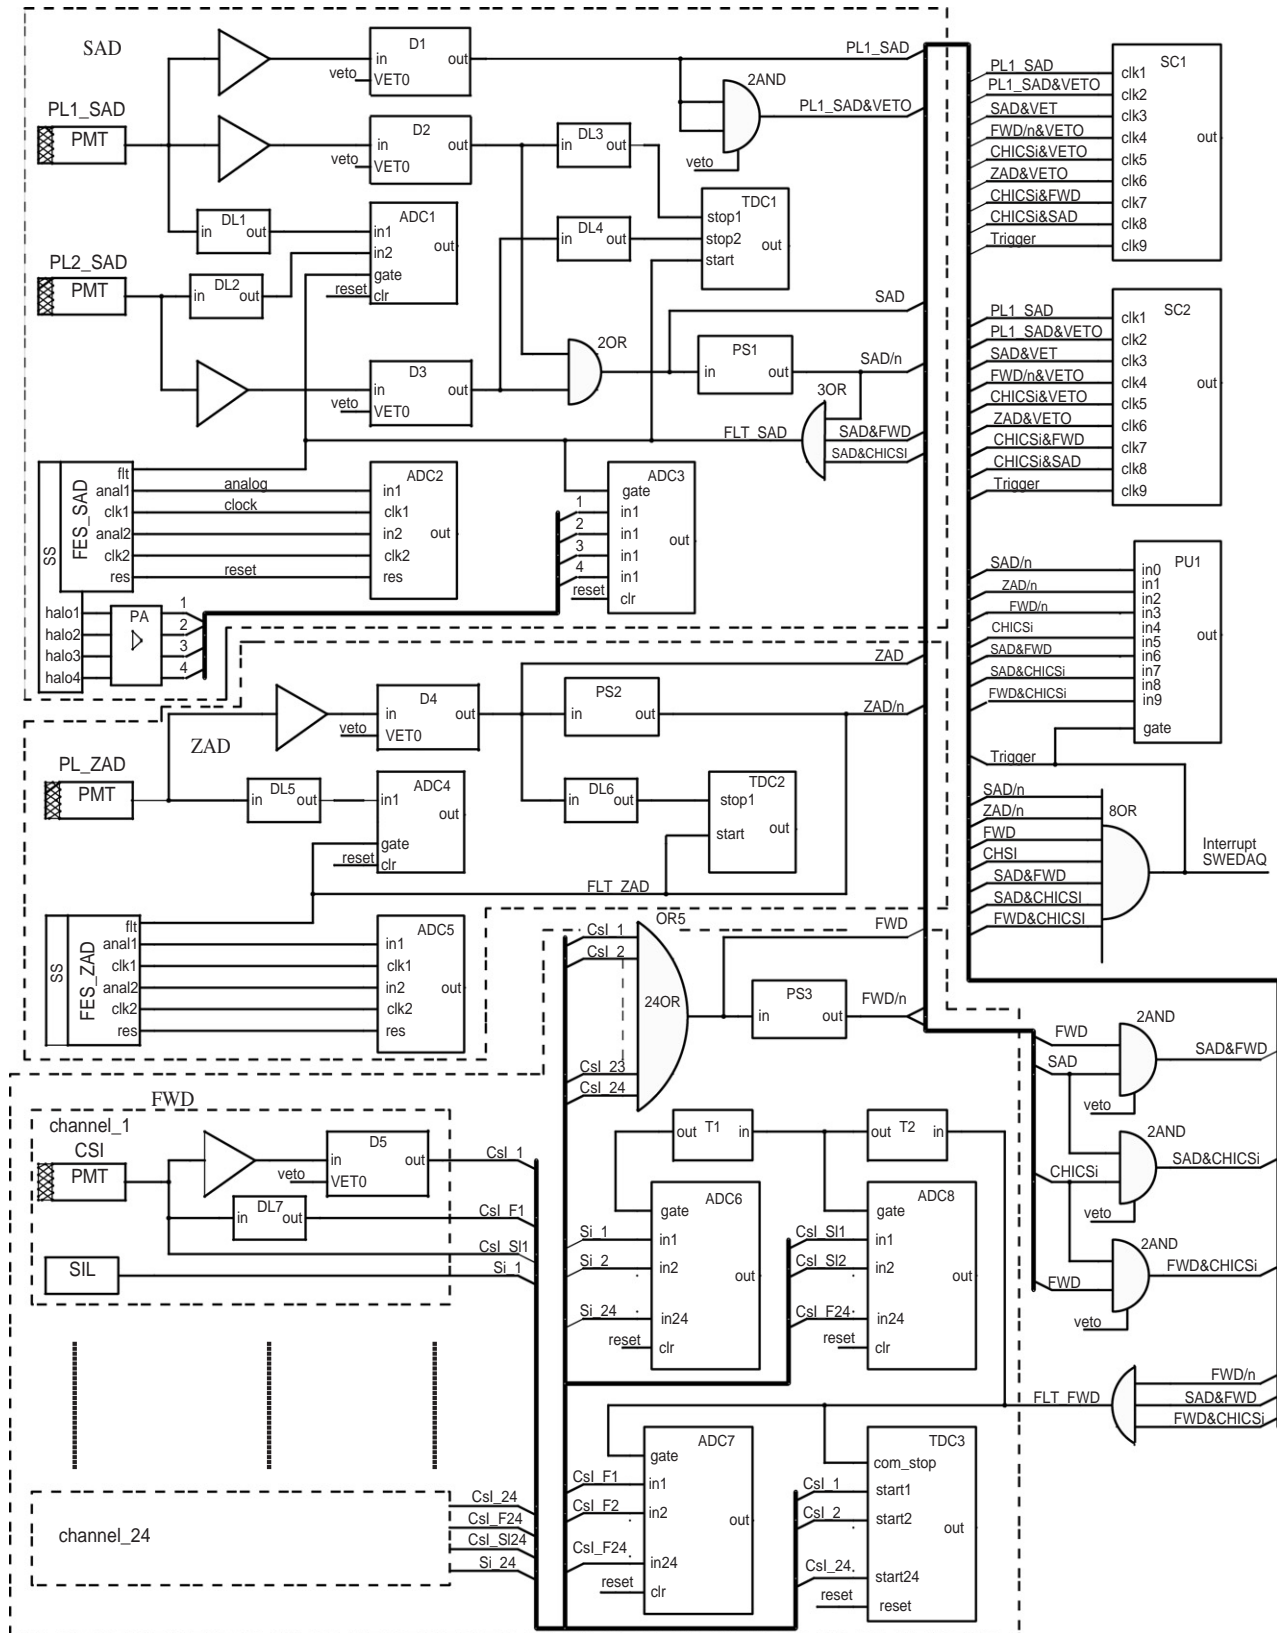 SAD
PL1_SAD
PMT
D1
in
out
veto
VET0
2AND
PL1_SAD
PL1_SAD&VETO
veto
D2
in
out
veto
VET0
DL3
in
out
DL1
in
out
ADC1
in1
in2
gate
clr
out
reset
DL4
in
out
TDC1
stop1
stop2
start
out
PL2_SAD
PMT
DL2
in
out
SAD
2OR
PS1
in
out
SAD/n
D3
in
out
veto
VET0
3OR
FLT_SAD
SAD&FWD
SAD&CHICSI
SS
FES_SAD
flt
anal1
clk1
anal2
clk2
res
analog
clock
reset
ADC2
in1
clk1
in2
clk2
res
out
ADC3
gate
in1
in1
in1
in1
clr
out
1
2
3
4
reset
halo1
halo2
halo3
halo4
PA
1
2
3
4
SC1
PL1_SAD clk1
PL1_SAD&VETO clk2
SAD&VET clk3
FWD/n&VETO clk4
CHICSi&VETO clk5
ZAD&VETO clk6
CHICSi&FWD clk7
CHICSi&SAD clk8
Trigger clk9
out
SC2
PL1_SAD clk1
PL1_SAD&VETO clk2
SAD&VET clk3
FWD/n&VETO clk4
CHICSi&VETO clk5
ZAD&VETO clk6
CHICSi&FWD clk7
CHICSi&SAD clk8
Trigger clk9
out
PU1
SAD/n
ZAD/n
FWD/n
CHICSi
SAD&FWD
SAD&CHICSi
FWD&CHICSi
in0
in1
in2
in3
in4
in5
in6
in7
in8
in9
gate
out
Trigger
SAD/n
ZAD/n
FWD
CHSI
SAD&FWD
SAD&CHICSI
FWD&CHICSI
8OR
Interrupt
SWEDAQ
ZAD
PL_ZAD
PMT
D4
in
out
veto
VET0
PS2
in
out
ZAD
ZAD/n
DL5
in
out
ADC4
in1
gate
clr
out
reset
DL6
in
out
TDC2
stop1
start
out
FLT_ZAD
SS
FES_ZAD
flt
anal1
clk1
anal2
clk2
res
ADC5
in1
clk1
in2
clk2
res
out
OR5
CsI_1
CsI_2
24OR
CsI_23
CsI_24
FWD
PS3
in
out
FWD/n
FWD
SAD
veto
2AND
SAD&FWD
CHICSi
veto
2AND
SAD&CHICSi
FWD
veto
2AND
FWD&CHICSi
FWD/n
SAD&FWD
FWD&CHICSi
FLT_FWD
FWD
channel_1
CSI
PMT
D5
in
out
veto
VET0
DL7
in
out
SIL
CsI_1
CsI_F1
CsI_Sl1
Si_1
T1
out
in
T2
out
in
ADC6
gate
in1
in2
in24
clr
out
Si_1
Si_2
Si_24
reset
ADC8
gate
in1
in2
in24
clr
out
CsI_Sl1
CsI_Sl2
CsI_F24
reset
channel_24
CsI_24
CsI_F24
CsI_Sl24
Si_24
ADC7
gate
in1
in2
in24
clr
out
CsI_F1
CsI_F2
CsI_F24
reset
TDC3
com_stop
start1
start2
start24
reset
out
CsI_1
CsI_2
CsI_24
reset